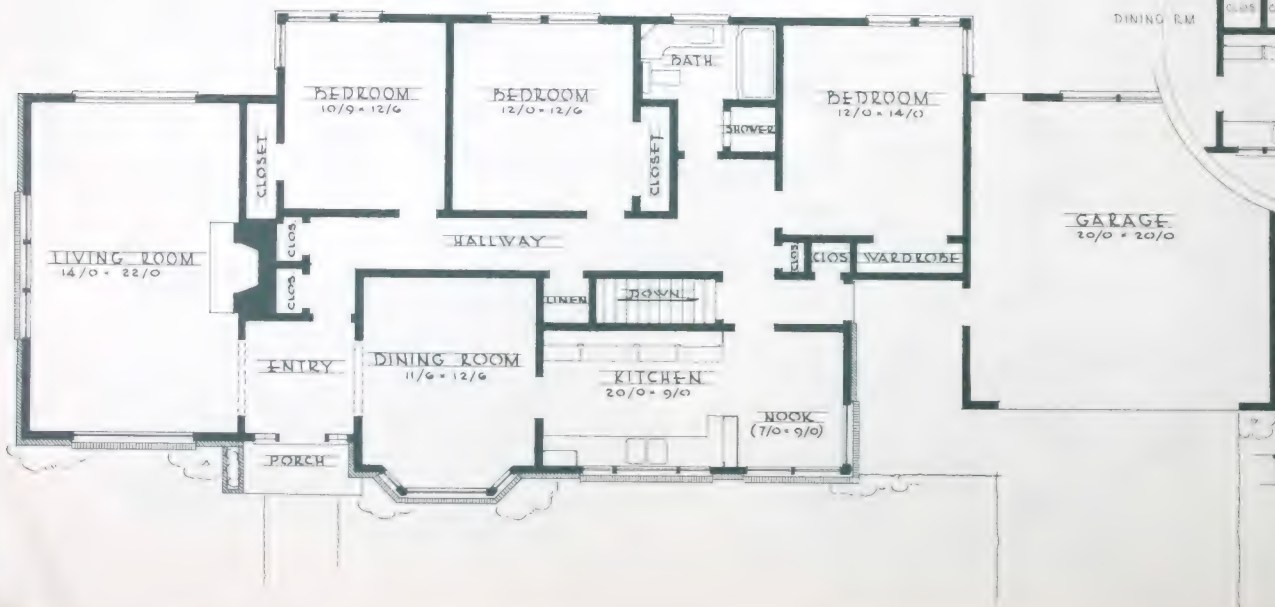 DINING RM
CLOS
BATH
BEDROOM
10/9 × 12/6
BEDROOM
12/0 × 12/6
BEDROOM
12/0 × 14/0
SHOWER
CLOSET
CLOSET
GARAGE
20/0 × 20/0
LIVING ROOM
14/0 × 22/0
CLOS.
HALLWAY
CLOS
CLOS
WARDROBE
CLOS.
LINEN
DOWN
ENTRY
DINING ROOM
11/6 × 12/6
KITCHEN
20/0 × 9/0
NOOK
(7/0 × 9/0)
PORCH